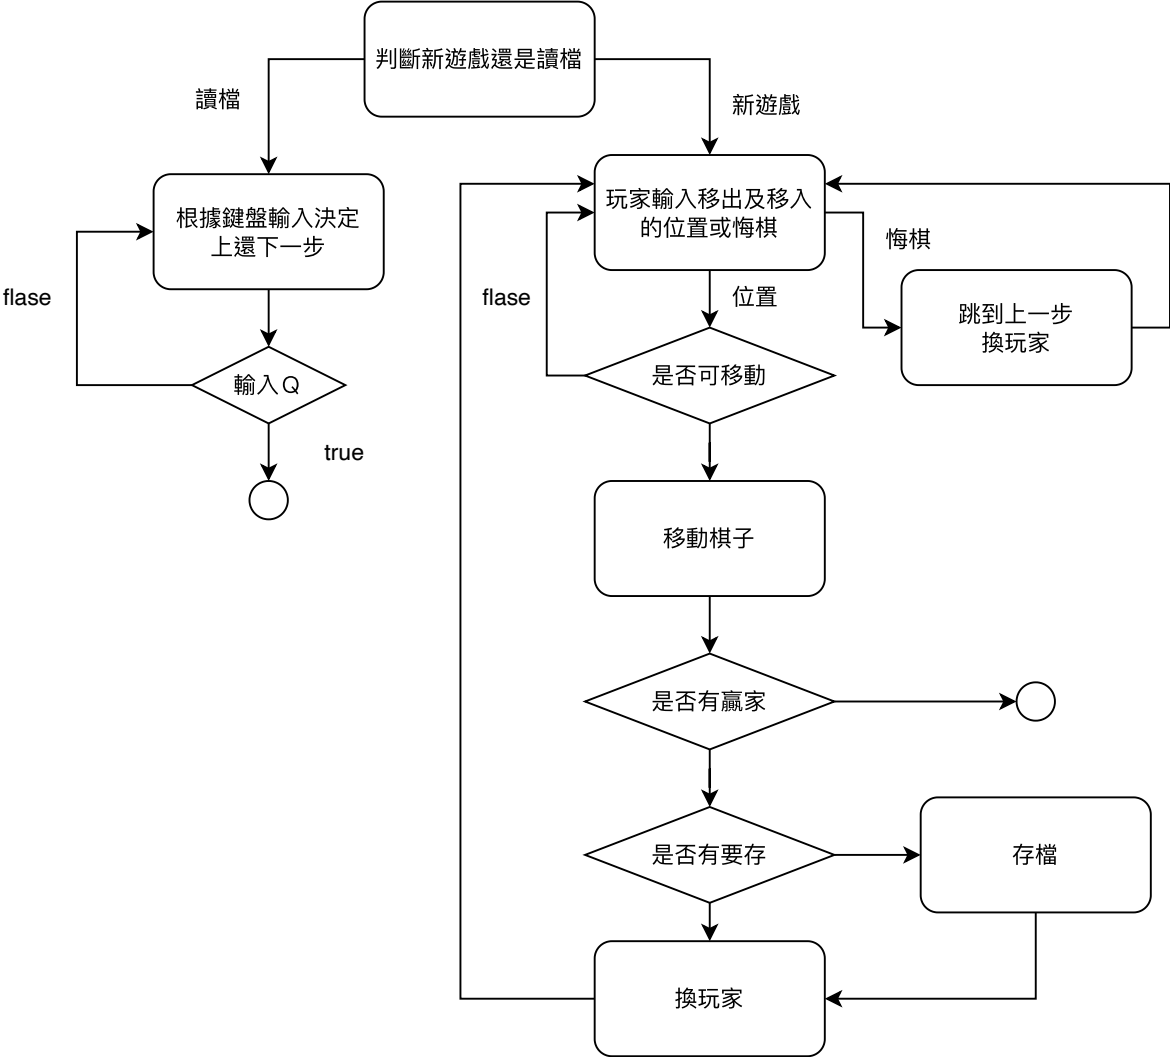 判斷新遊戲還是讀檔
讀檔
新遊戲
根據鍵盤輸入決定
上還下一步
玩家輸入移出及移入
的位置或悔棋
悔棋
flase
flase
位置
跳到上一步
換玩家
輸入Q
是否可移動
true
移動棋子
是否有贏家
是否有要存
存檔
換玩家